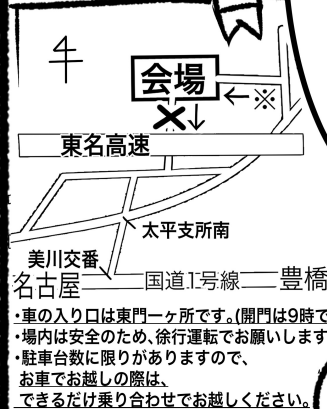 会場
←※
×↓
東名高速
太平支所南
美川交番
名古屋 国道1号線 豊橋
・車の入り口は東門一ヶ所です。(開門は9時で
・場内は安全のため、徐行運転でお願いします
・駐車台数に限りがありますので、
お車でお越しの際は、
できるだけ乗り合わせてお越しください。